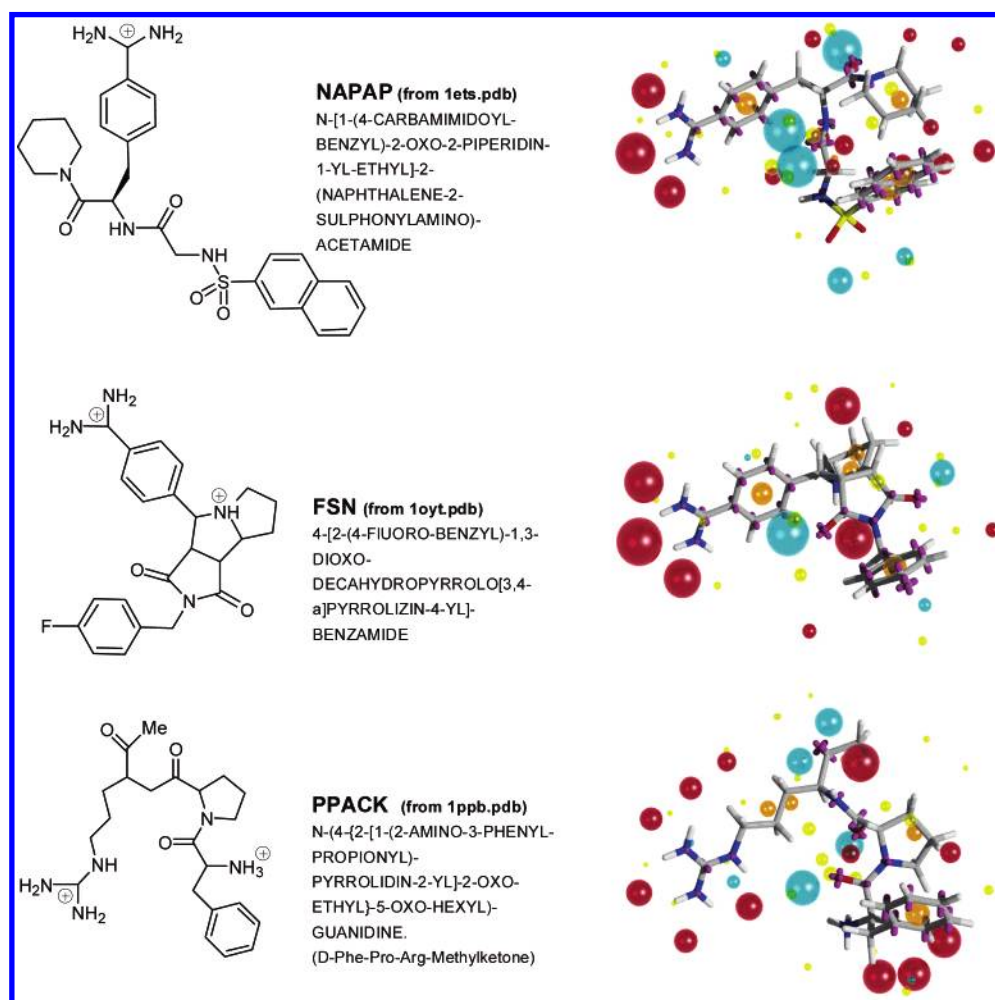 H2N + NH2
N
O
HN
O
NH
O S
O
NAPAP (from 1ets.pdb)
N-[1-(4-CARBAMIMIDOYL-
BENZYL)-2-OXO-2-PIPERIDIN-
1-YL-ETHYL]-2-
(NAPHTHALENE-2-
SULPHONYLAMINO)-
ACETAMIDE
NH2
H2N +
+
NH
O
N O
F
FSN (from 1oyt.pdb)
4-[2-(4-FIUORO-BENZYL)-1,3-
DIOXO-
DECAHYDROPYRROLO[3,4-
a]PYRROLIZIN-4-YL]-
BENZAMIDE
O Me
O
N
O
NH
+
NH3
H2N +
NH2
PPACK (from 1ppb.pdb)
N-(4-{2-[1-(2-AMINO-3-PHENYL-
PROPIONYL)-
PYRROLIDIN-2-YL]-2-OXO-
ETHYL}-5-OXO-HEXYL)-
GUANIDINE.
(D-Phe-Pro-Arg-Methylketone)